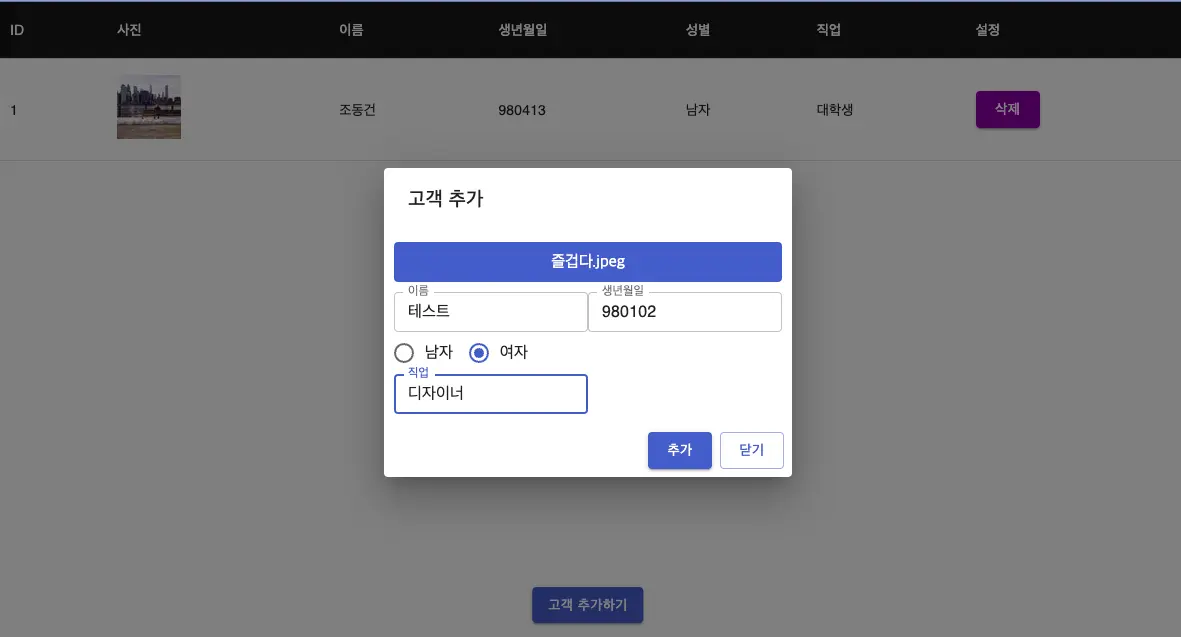 ID 사진 이름 생년월일 성별 직업 설정
1 조동건 980413 남자 대학생 삭제
고객 추가
즐겁다.jpeg
이름 생년월일
테스트 980102
남자 여자
직업
디자이너
추가 닫기
고객 추가하기